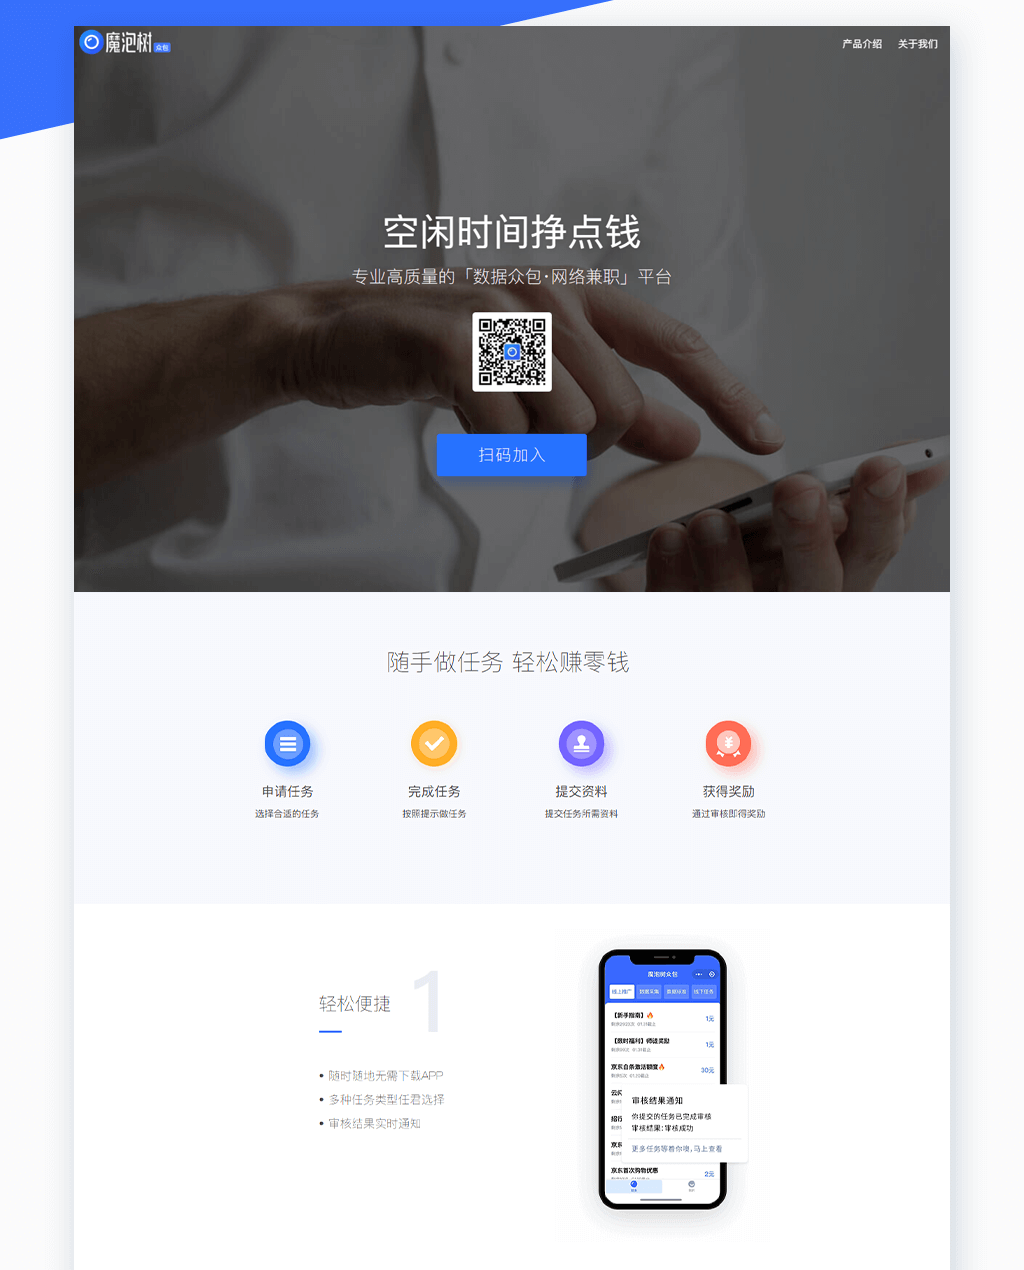 魔泡树 众包
产品介绍 关于我们
空闲时间挣点钱
专业高质量的「数据众包·网络兼职」平台
扫码加入
随手做任务 轻松赚零钱
申请任务 完成任务 提交资料 获得奖励
选择合适的任务 按照提示做任务 提交任务所需资料 通过审核即得奖励
1
轻松便捷
• 随时随地无需下载APP
• 多种任务类型任君选择
• 审核结果实时通知
魔泡树众包
线上推广 数据采集 线下任务
【新手指南】
1元
【限时福利】师徒奖励
1元
京东白条激活额度
30元
审核结果通知
你提交的任务已完成审核
审核结果:审核成功
更多任务等着你噢,马上查看
京东首次购物优惠
2元